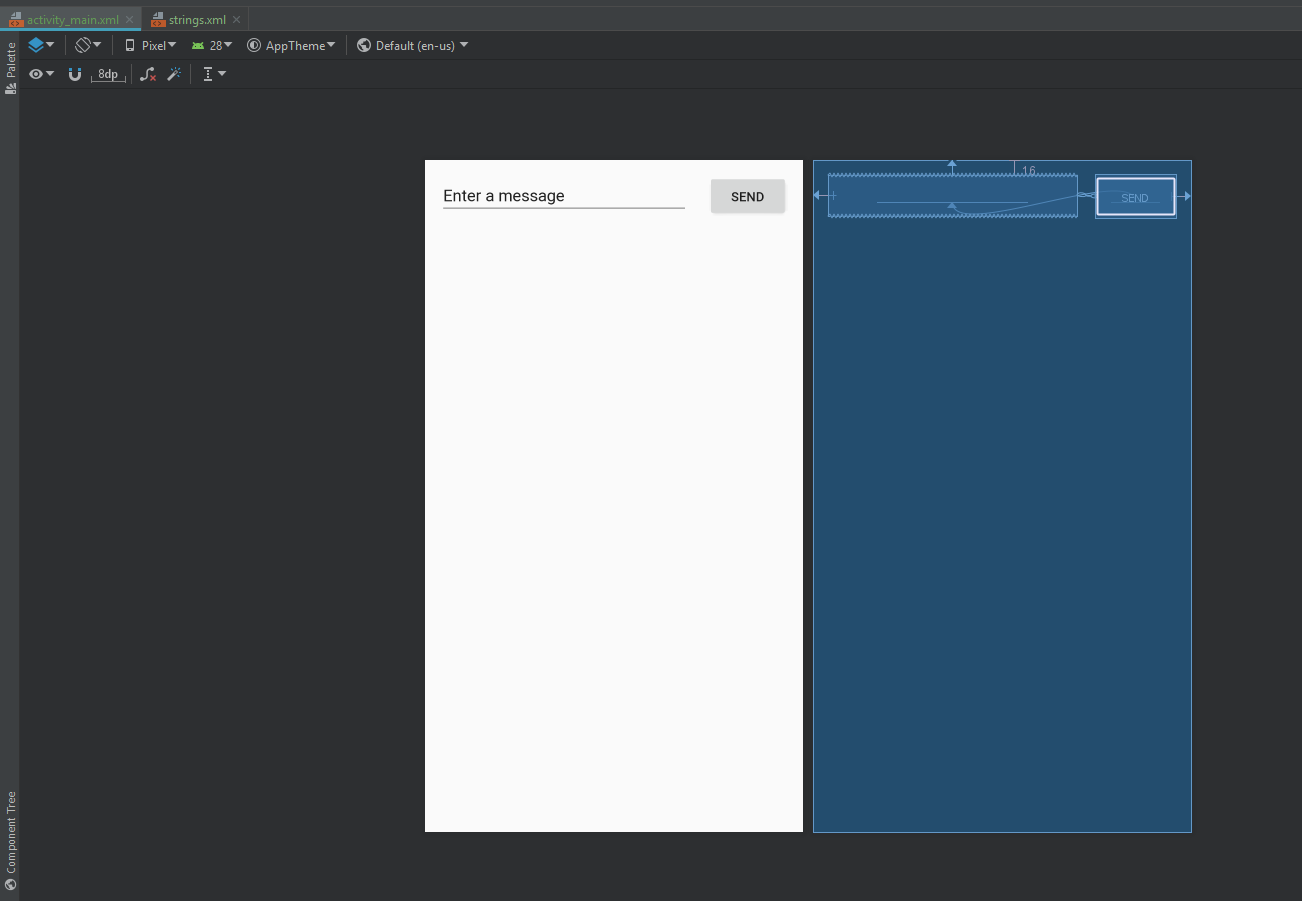 activity_main.xml strings.xml
Palette
Pixel 28 AppTheme Default (en-us)
8dp
Enter a message
SEND
16
SEND
Component Tree